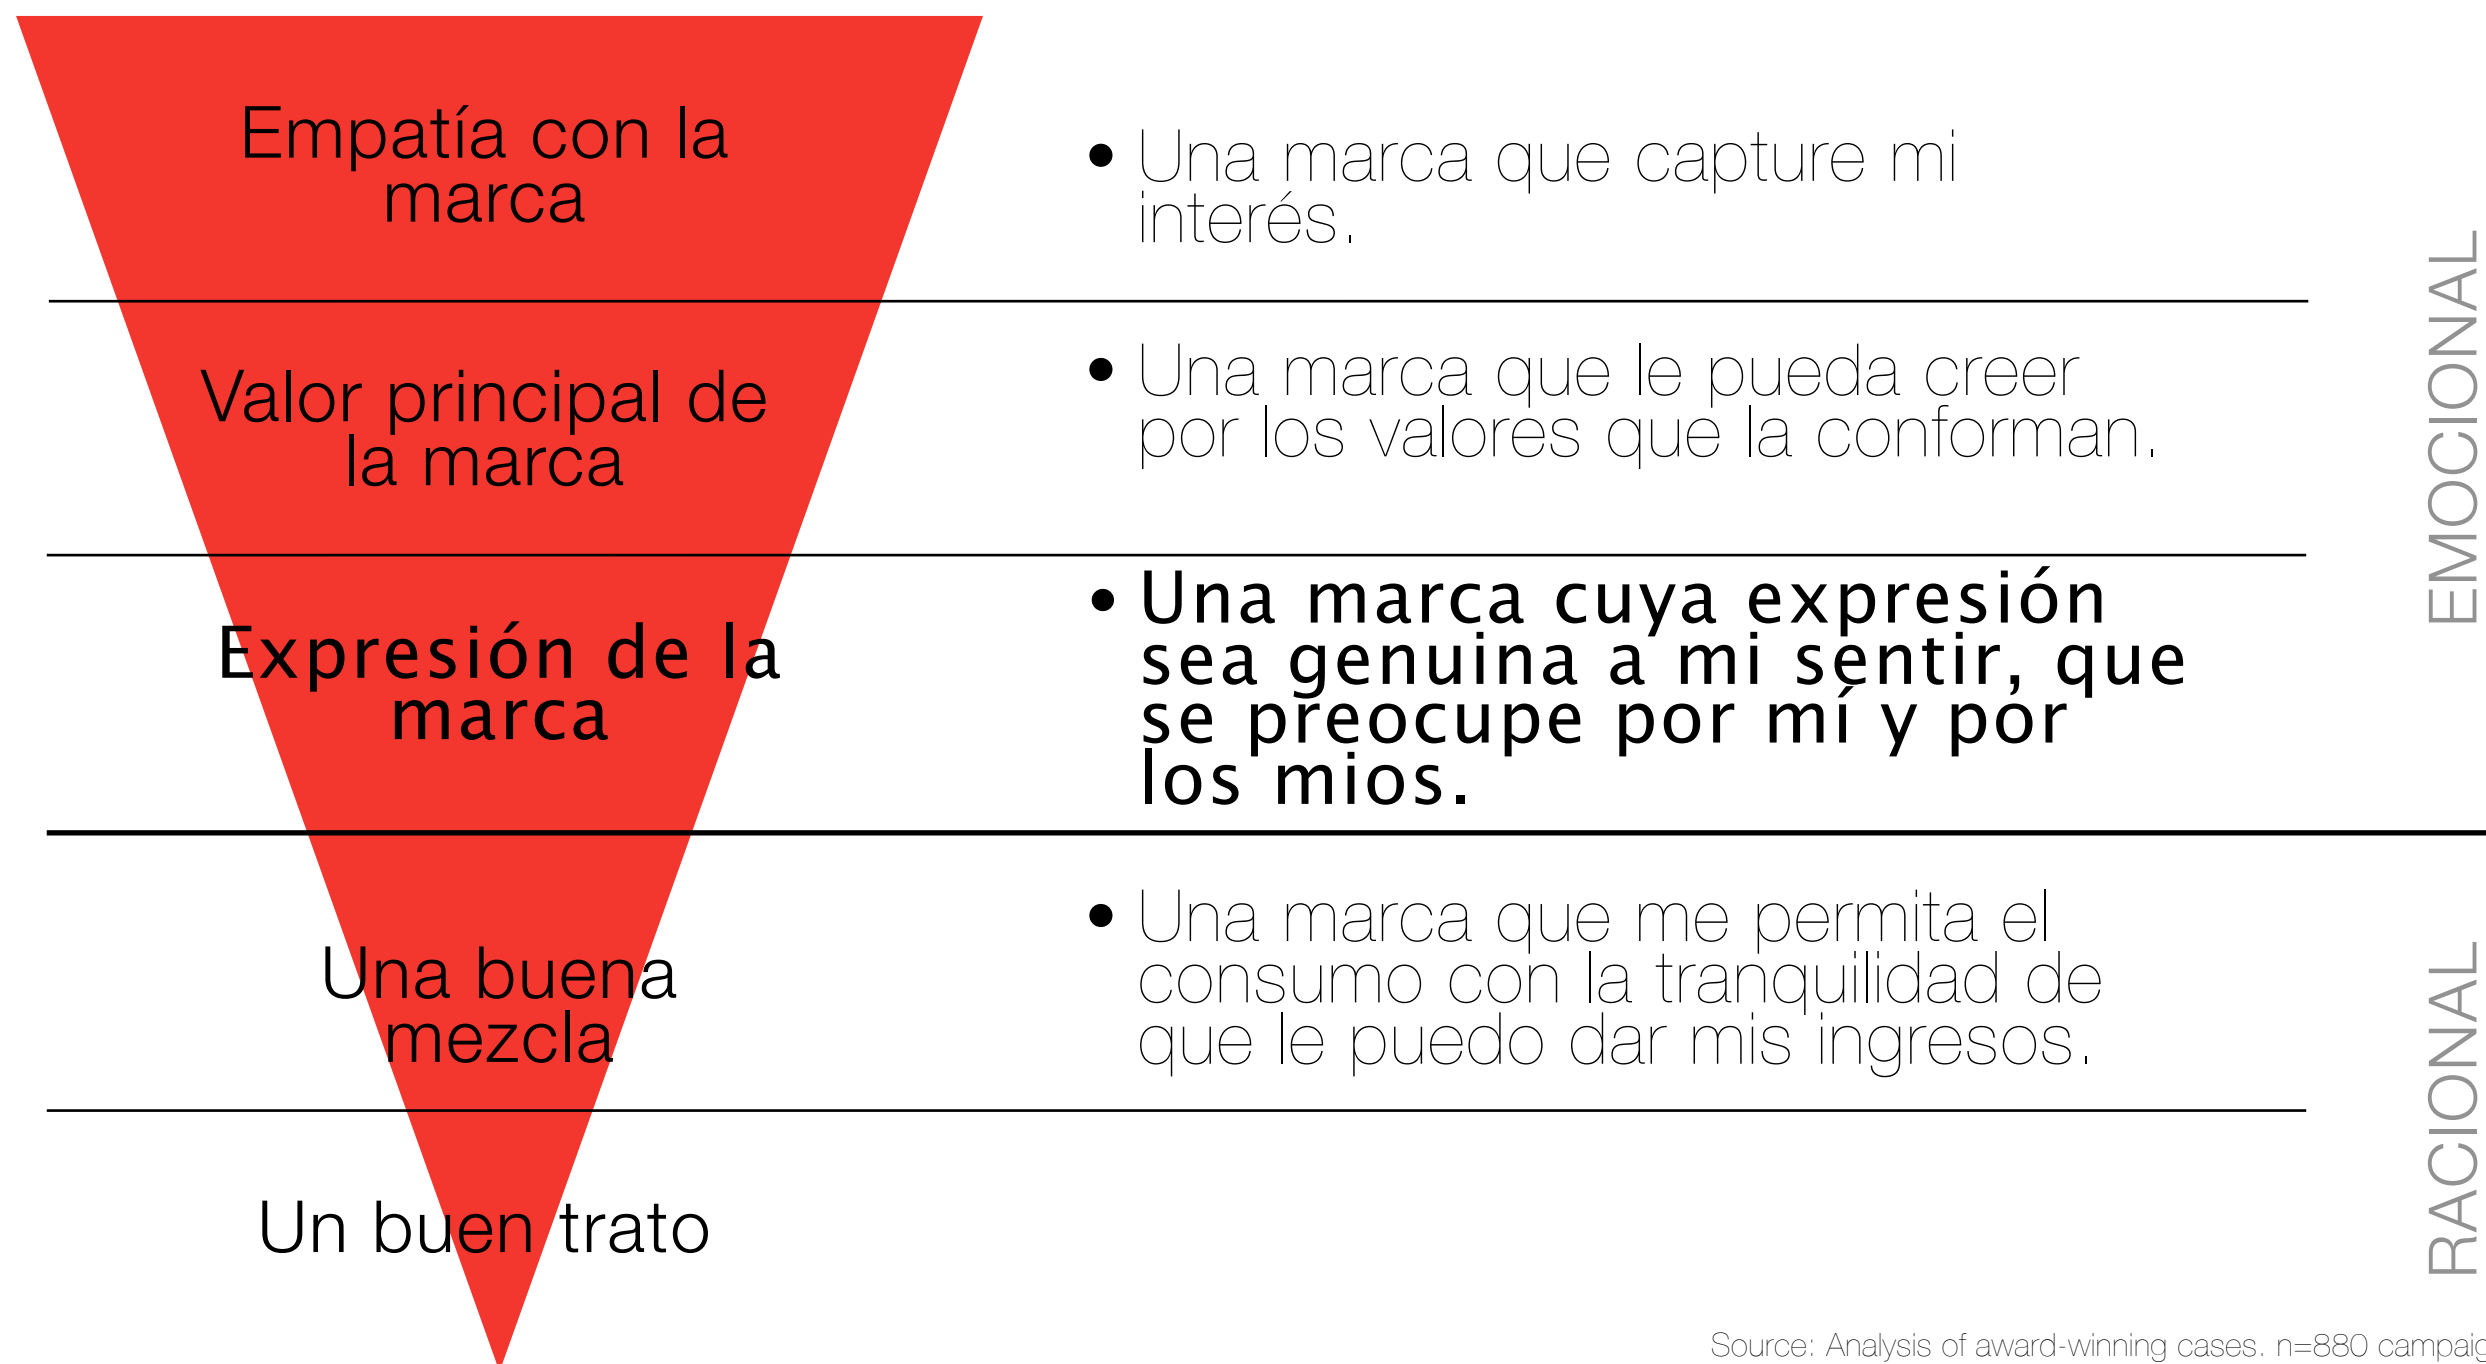 Empatía con la
marca
• Una marca que capture mi
interés.
Valor principal de
la marca
• Una marca que le pueda creer
por los valores que la conforman.
Expresión de la
marca
• Una marca cuya expresión
sea genuina a mi sentir, que
se preocupe por mí y por
los mios.
EMOCIONAL
Una buena
mezcla
• Una marca que me permita el
consumo con la tranquilidad de
que le puedo dar mis ingresos.
Un buen trato
RACIONAL
Source: Analysis of award-winning cases. n=880 campaig